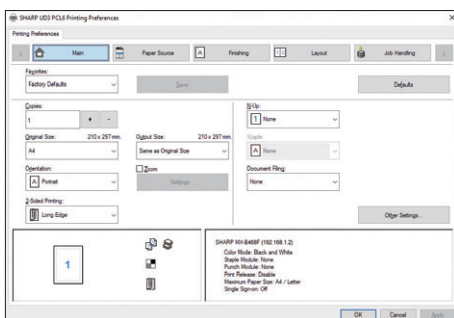 SHARP UD3 PCL6 Printing Preferences
Printing Preferences
Main Paper Source Finishing Layout Job Handling
Favorites:
Factory Defaults Save Defaults
Copies: N-Up:
1 + - 1 None
Original Size: 210 x 297 mm. Output Size: 210 x 297 mm. Staple:
A4 Same as Original Size None
Orientation: Zoom Document Filing:
A Portrait Settings None
2-Sided Printing:
Long Edge Other Settings...
1
SHARP MX-B468F (192.168.1.2)
Color Mode: Black and White
Staple Module: None
Punch Module: None
Print Release: Disable
Maximum Paper Size: A4 / Letter
Single Sign-on: Off
OK Cancel Apply